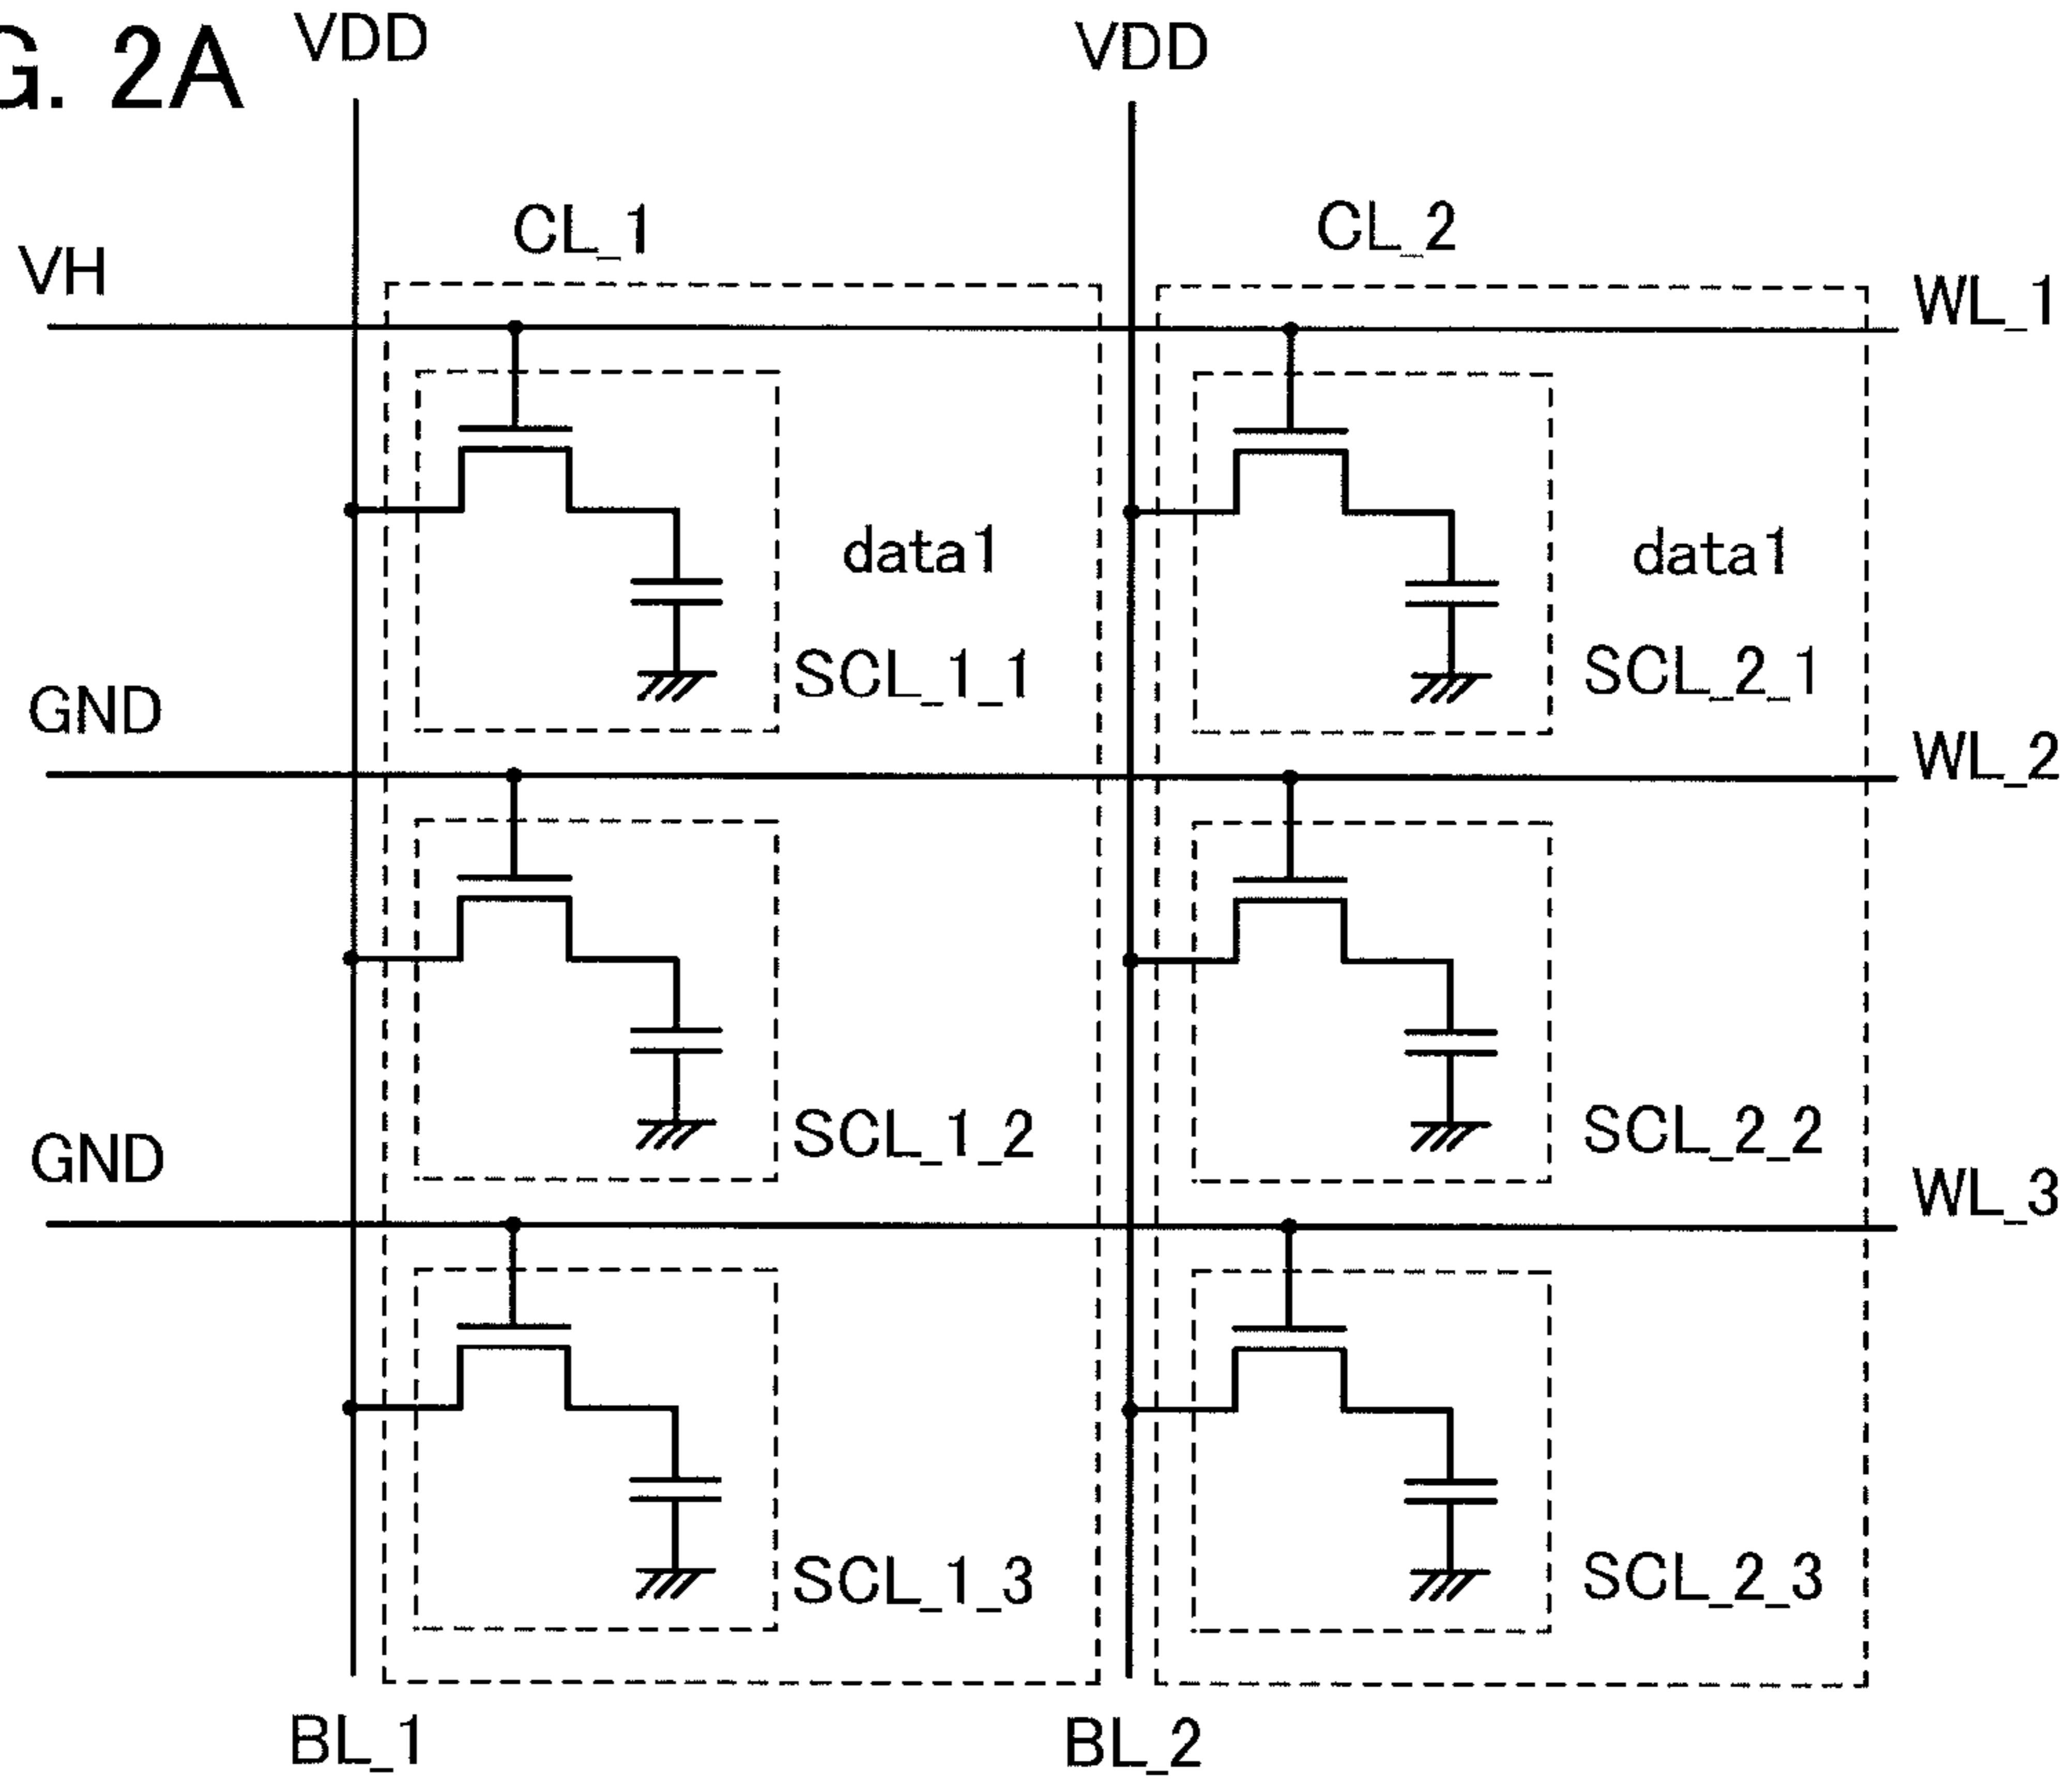 G. 2A
VDD
VDD
CL_1
CL_2
VH
WL_1
data1
data1
SCL_1_1
SCL_2_1
GND
WL_2
SCL_1_2
SCL_2_2
GND
WL_3
SCL_1_3
SCL_2_3
BL_1
BL_2